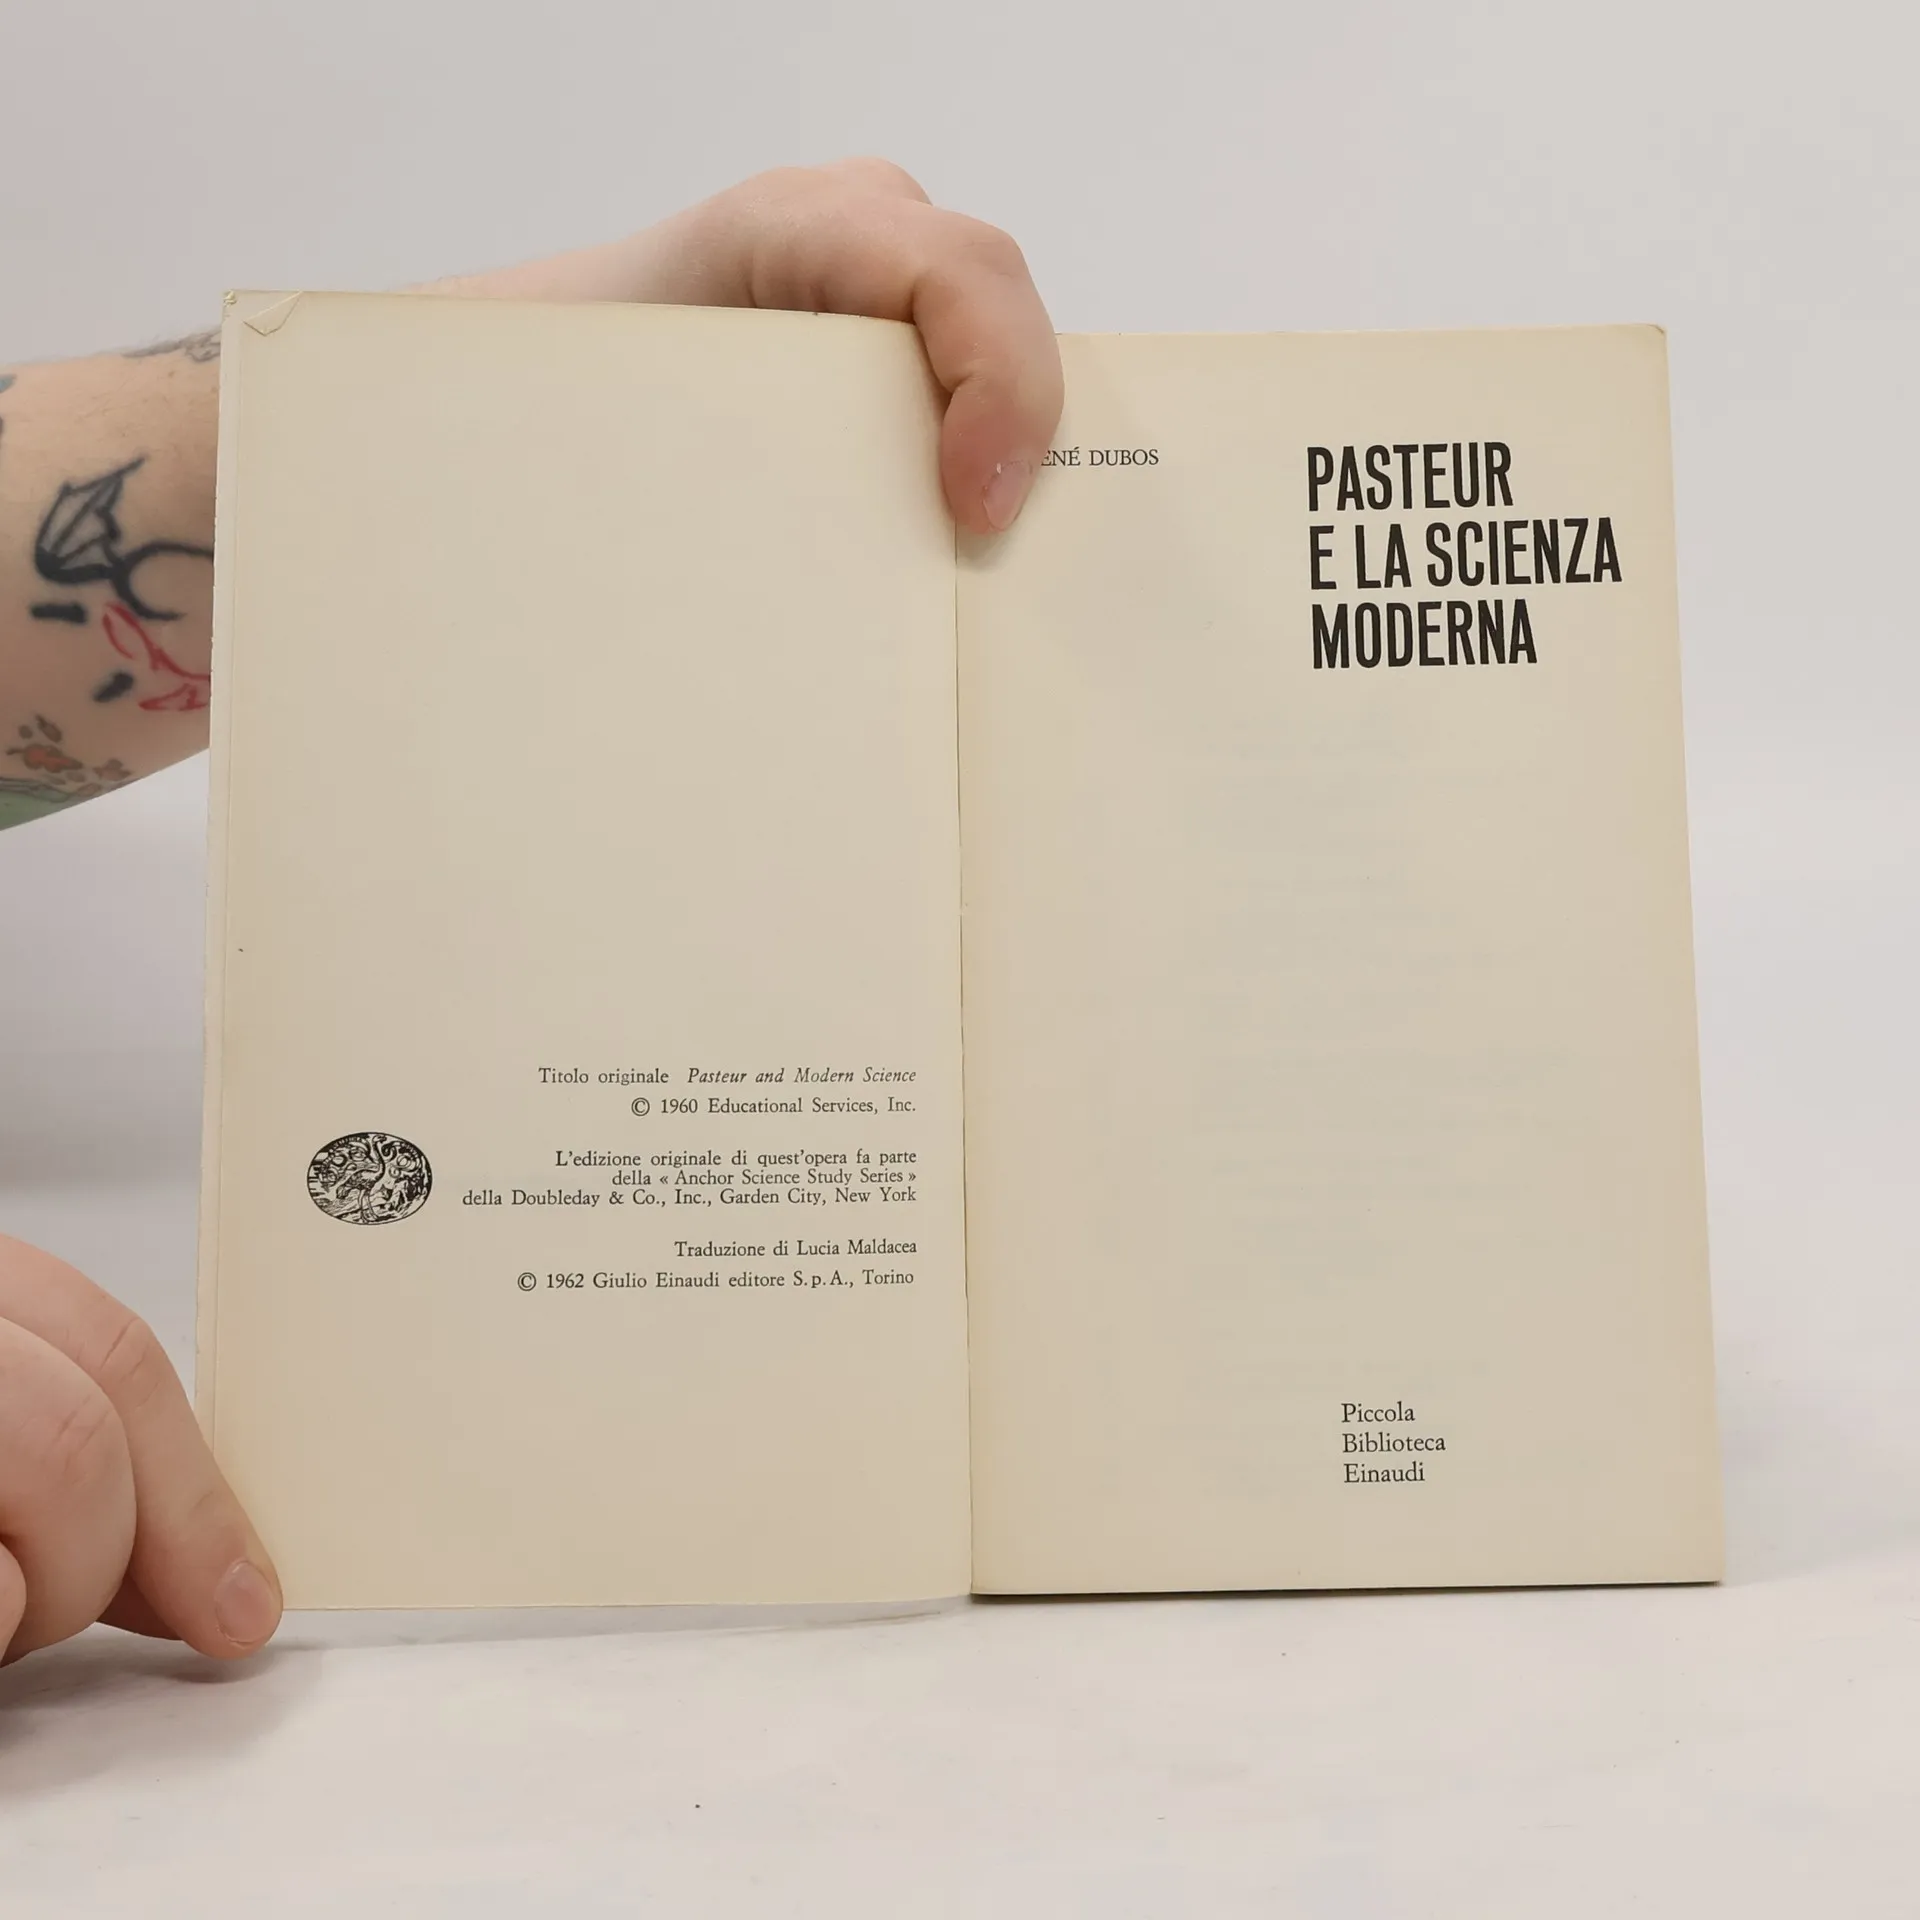 Titolo originale Pasteur and Modern Science
© 1960 Educational Services, Inc.
L'edizione originale di quest'opera fa parte
della « Anchor Science Study Series »
della Doubleday & Co., Inc., Garden City, New York
Traduzione di Lucia Maldacea
© 1962 Giulio Einaudi editore S.p.A., Torino
ENÉ DUBOS
PASTEUR
E LA SCIENZA
MODERNA
Piccola
Biblioteca
Einaudi